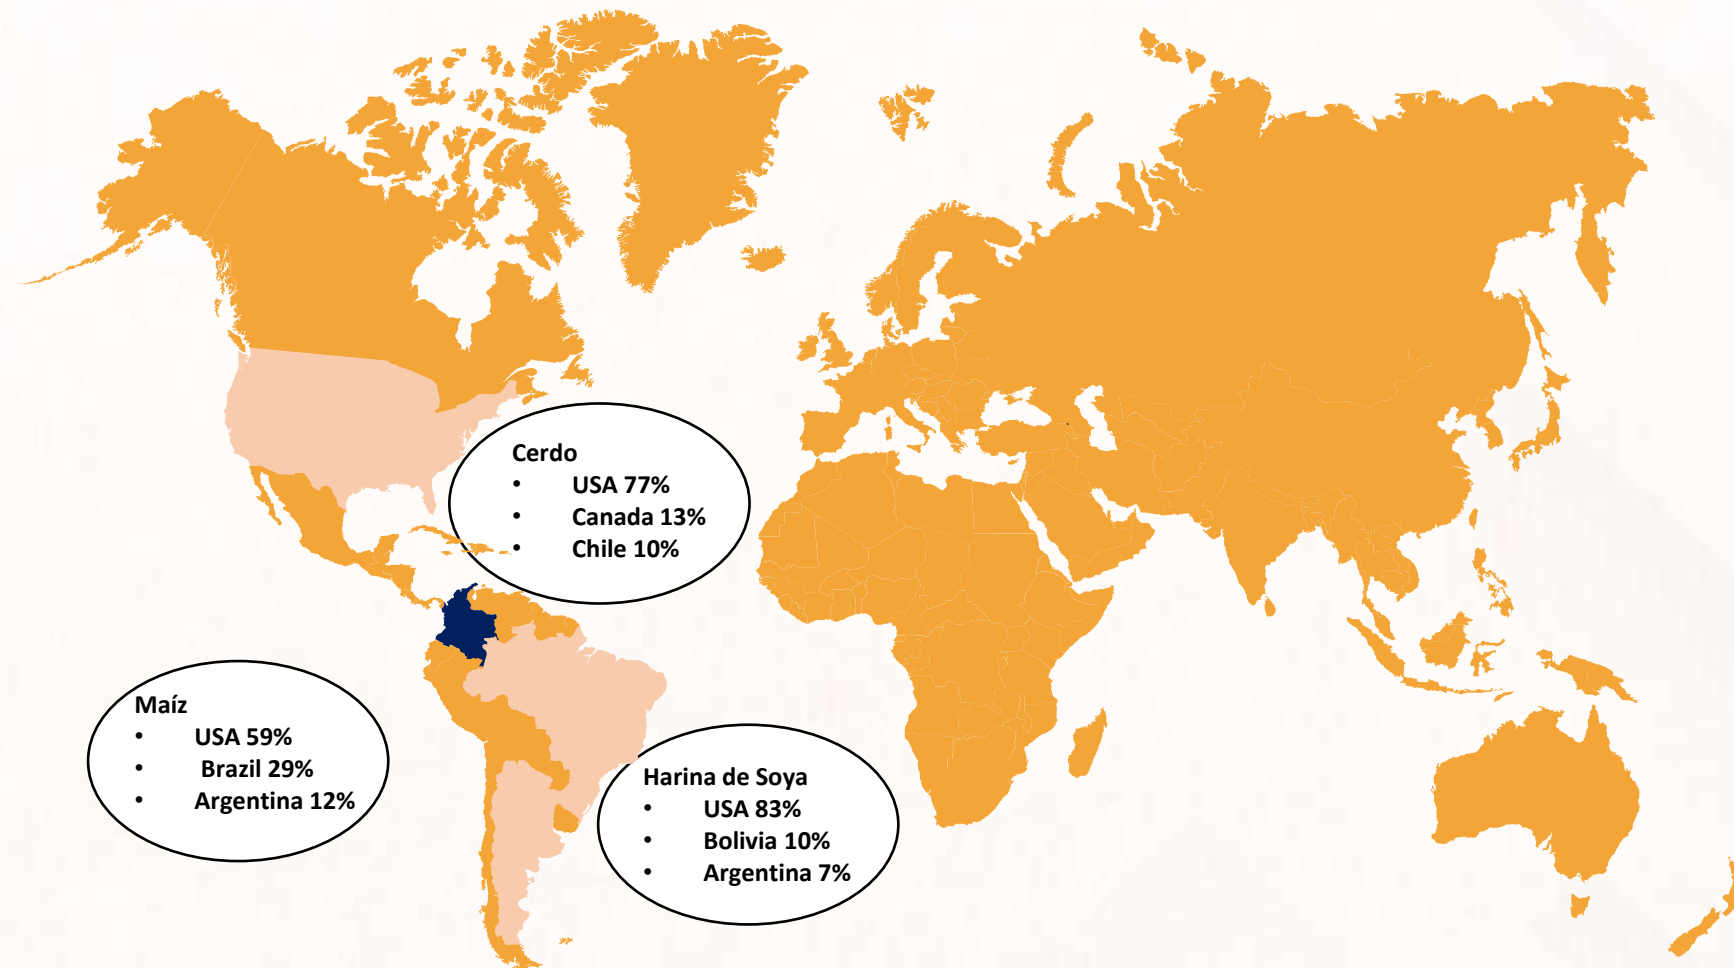 Cerdo
• USA 77%
• Canada 13%
• Chile 10%
Maíz
• USA 59%
• Brazil 29%
• Argentina 12%
Harina de Soya
• USA 83%
• Bolivia 10%
• Argentina 7%